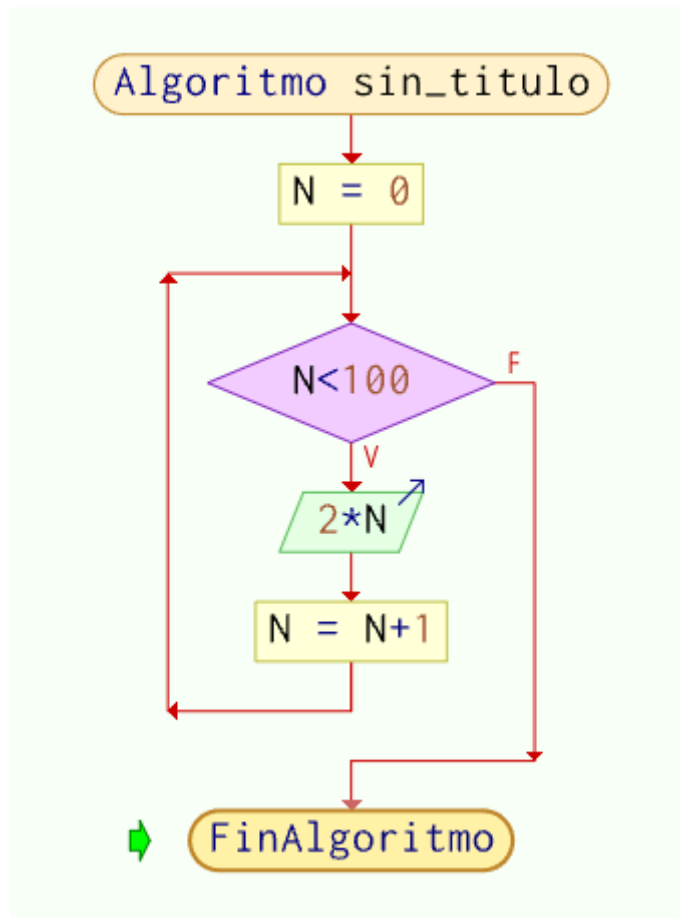 Algoritmo sin_titulo
N = 0
N<100
F
V
2*N
N = N+1
FinAlgoritmo